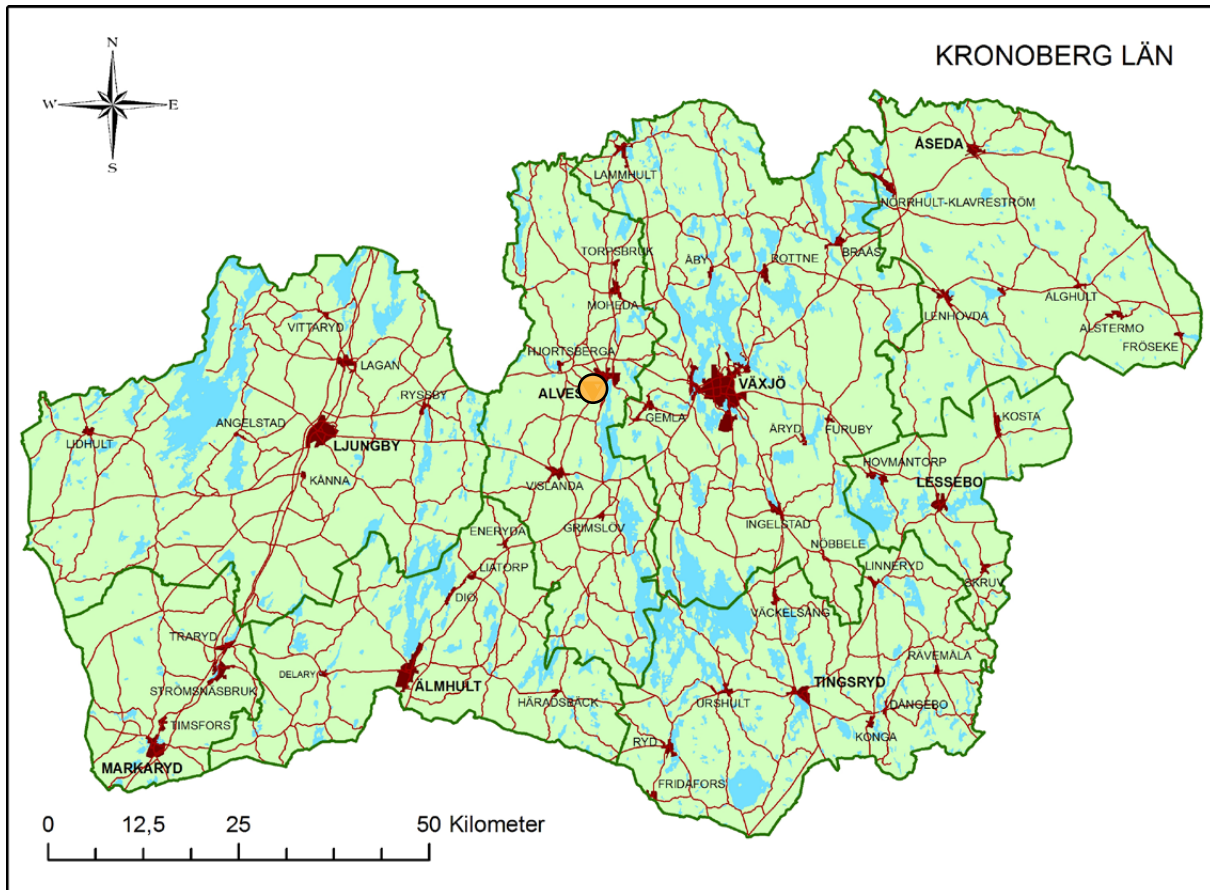 KRONOBERG LÄN
N
W E
S
ÅSEDA
LAMMHULT
NORRHULT-KLAVRESTRÖM
TORPSBRUK
ÅBY
ROTTNE
BRAÅS
MOHEDA
ÄLGHULT
LENHOVDA
ALSTERMO
VITTARYD
FRÖSEKE
HJORTSBERGA
LAGAN
VÄXJÖ
RYSSBY
GEMLA
KOSTA
ANGELSTAD
FURUBY
LIDHULT
LJUNGBY
ÅRYD
HOVMANTORP
KÅNNA
VISLANDA
LESSEBO
INGELSTAD
GRIMSLÖV
ENERYDA
NÖBBELE
LIATORP
LINNERYD
SKRUV
DIÖ
VÄCKELSÅNG
TRARYD
RÄVEMÅLA
DELARY
ÄLMHULT
STRÖMSNÄSBRUK
TINGSRYD
HÄRADSBÄCK
URSHULT
DÅNGEBO
TIMSFORS
KONGA
RYD
MARKARYD
FRIDAFORS
0 12,5 25 50 Kilometer